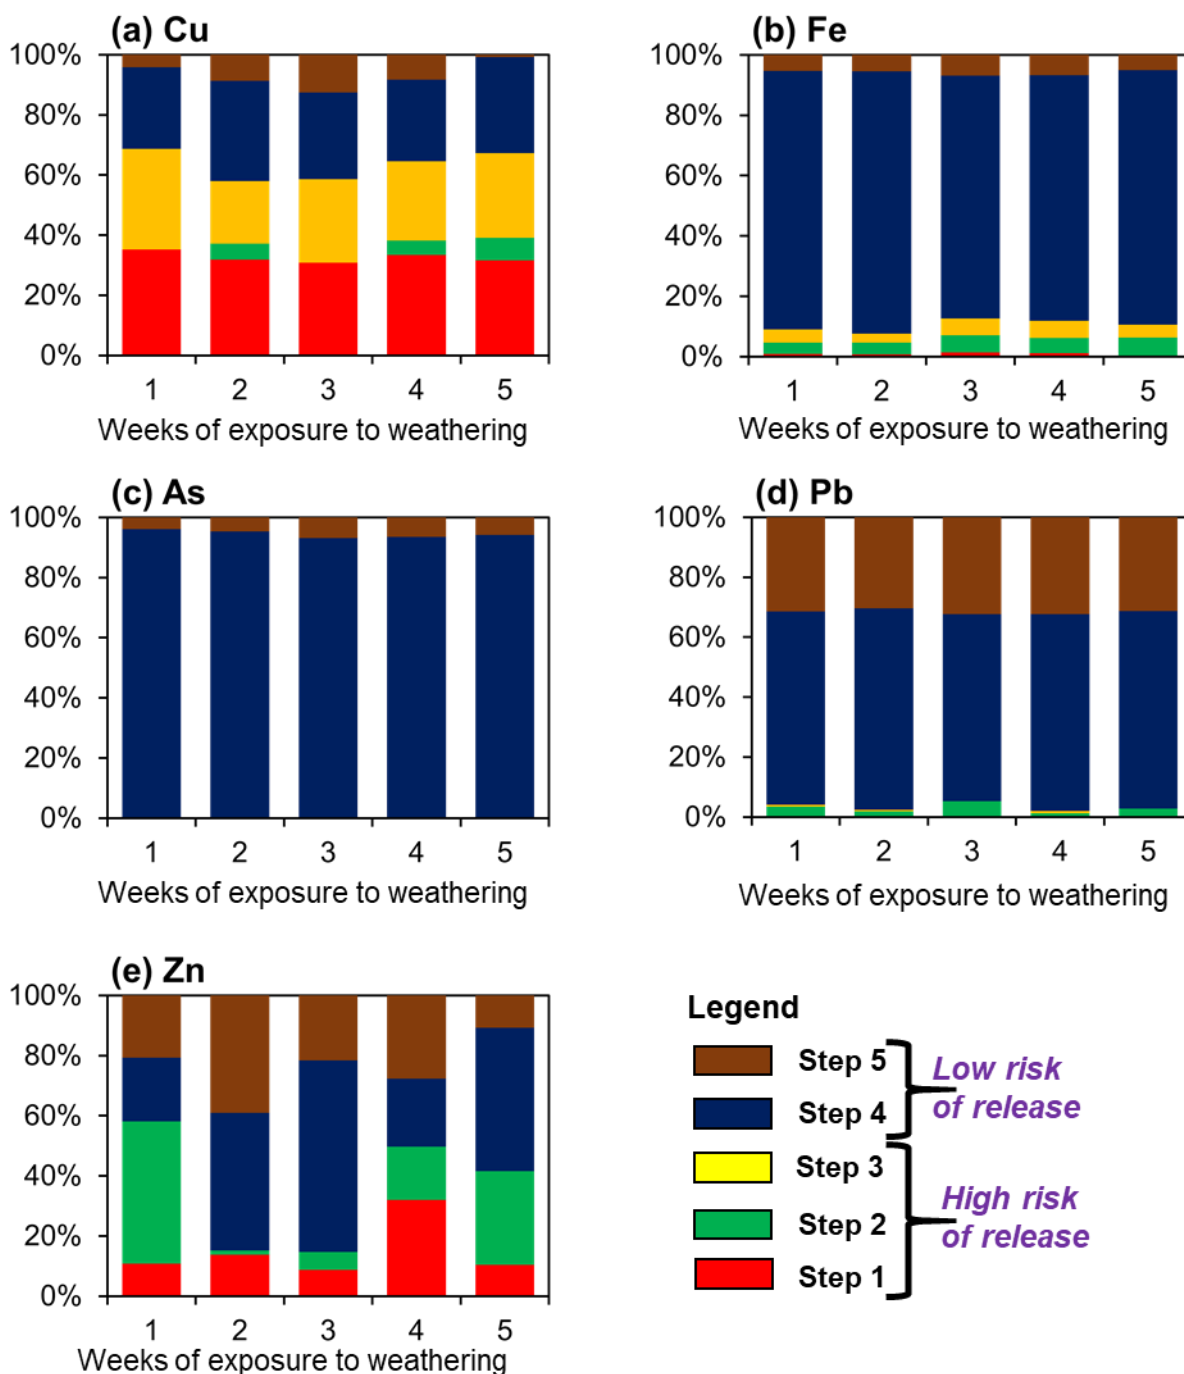 (a) Cu
100%
80%
60%
40%
20%
0%
1 2 3 4 5
Weeks of exposure to weathering
(b) Fe
100%
80%
60%
40%
20%
0%
1 2 3 4 5
Weeks of exposure to weathering
(c) As
100%
80%
60%
40%
20%
0%
1 2 3 4 5
Weeks of exposure to weathering
(d) Pb
100%
80%
60%
40%
20%
0%
1 2 3 4 5
Weeks of exposure to weathering
(e) Zn
100%
80%
60%
40%
20%
0%
1 2 3 4 5
Weeks of exposure to weathering
Legend
Step 5
Step 4
Low risk
of release
Step 3
Step 2
Step 1
High risk
of release